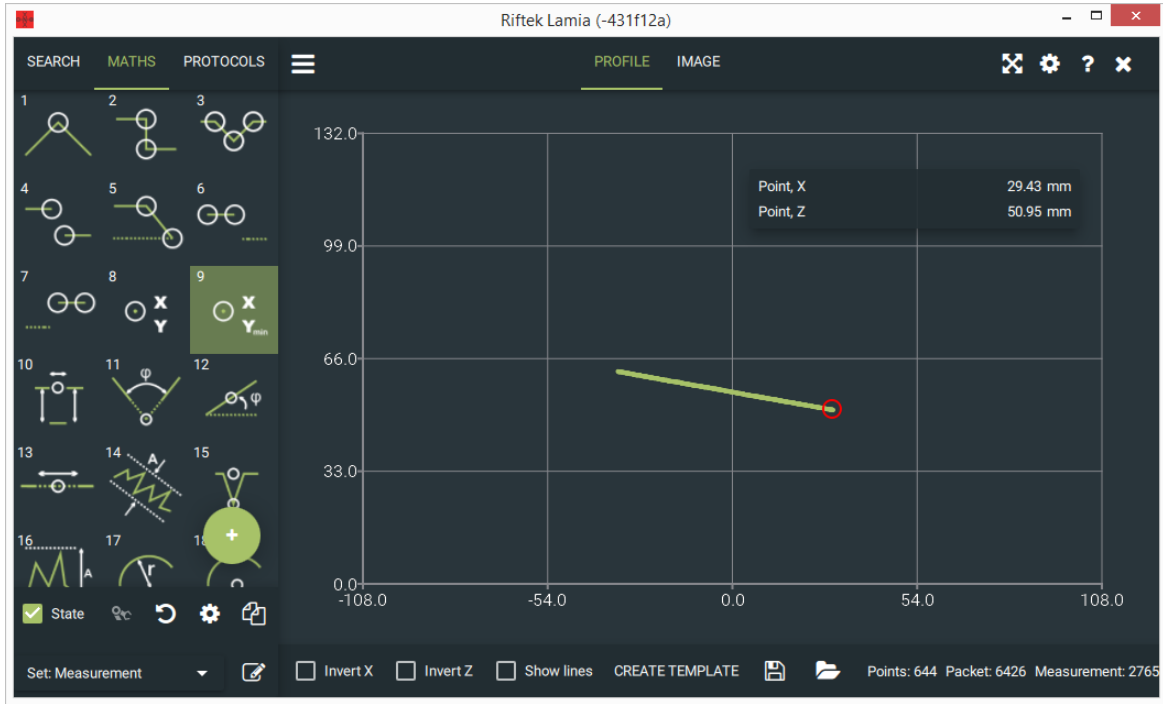 Riftek Lamia (-431f12a)
SEARCH MATHS PROTOCOLS
PROFILE IMAGE
?
1 2 3
4 5 6
7 8 9
X
Y
X
Ymin
10 11 12
φ
φ
13 14 15
A
16 17
A
r
State
Set: Measurement
132.0
99.0
66.0
33.0
0.0
-108.0 -54.0 0.0 54.0 108.0
Point, X 29.43 mm
Point, Z 50.95 mm
Invert X Invert Z Show lines CREATE TEMPLATE Points: 644 Packet: 6426 Measurement: 2765